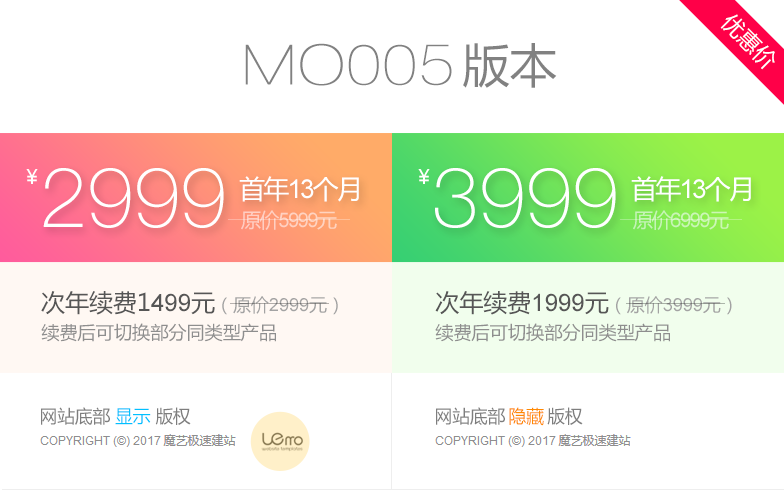 优惠价
MO005版本
¥2999 首年13个月
原价5999元
¥3999 首年13个月
原价6999元
次年续费1499元 ( 原价2999元 )
续费后可切换部分同类型产品
次年续费1999元 ( 原价3999元 )
续费后可切换部分同类型产品
网站底部 显示 版权
COPYRIGHT (©) 2017 魔艺极速建站
网站底部 隐藏 版权
COPYRIGHT (©) 2017 魔艺极速建站